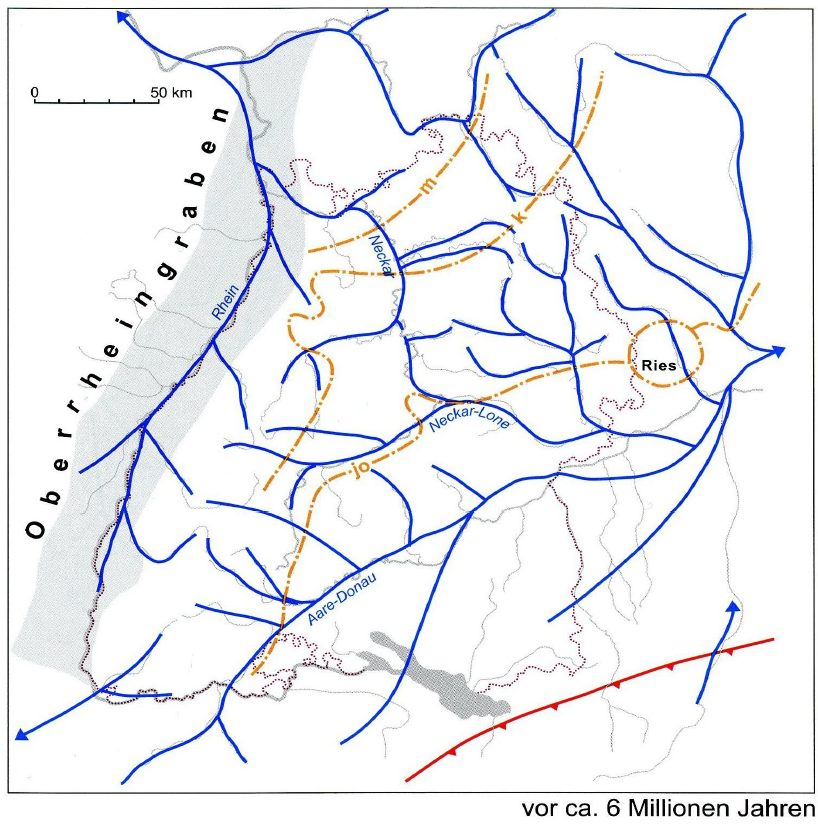 0 50 km
Oberrheingraben
m
k
Neckar
Rhein
Ries
Neckar-Lone
jo
Aare-Donau
vor ca. 6 Millionen Jahren